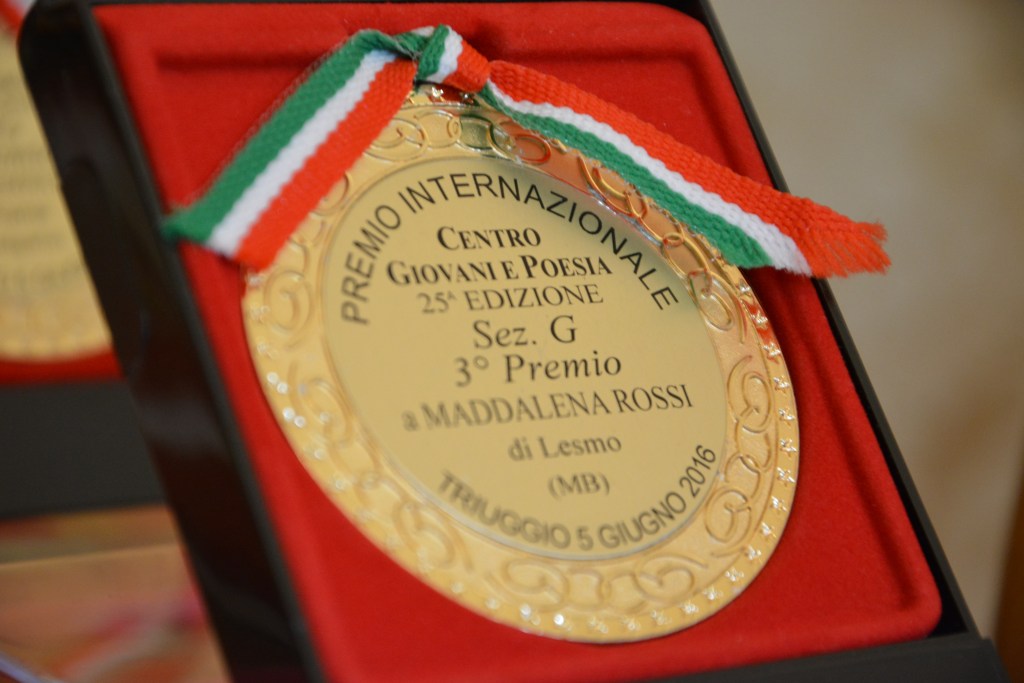 PREMIO INTERNAZIONALE
CENTRO
GIOVANI E POESIA
25ª EDIZIONE
Sez. G
3° Premio
a MADDALENA ROSSI
di Lesmo
(MB)
TRIUGGIO 5 GIUGNO 2016